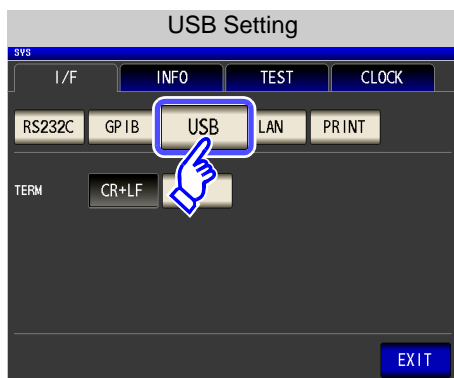 USB Setting
SYS
I/F INFO TEST CLOCK
RS232C GPIB USB LAN PRINT
TERM CR+LF
EXIT